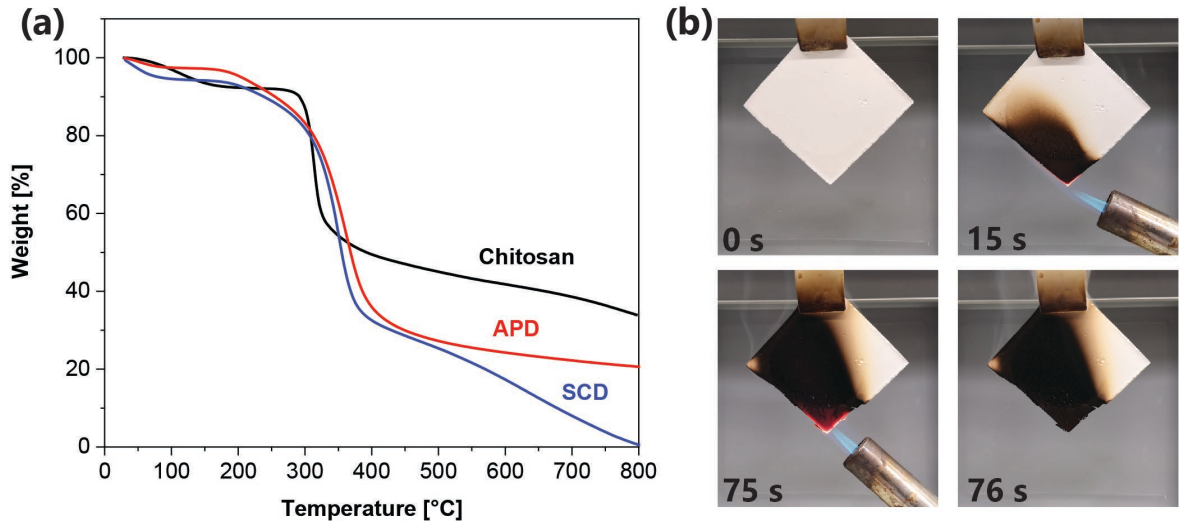 (a)
100
80
60
40
20
0
0 100 200 300 400 500 600 700 800
Weight [%]
Temperature [°C]
Chitosan
APD
SCD
(b)
0 s
15 s
75 s
76 s